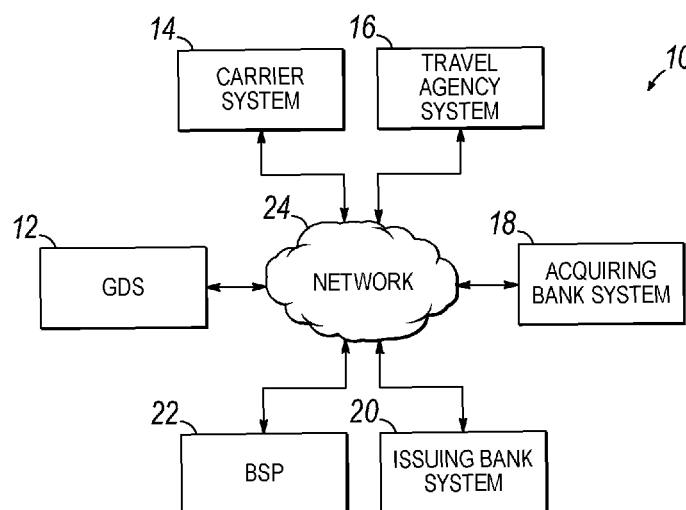 14
CARRIER
SYSTEM
16
TRAVEL
AGENCY
SYSTEM
10
12
GDS
24
NETWORK
18
ACQUIRING
BANK SYSTEM
22
BSP
20
ISSUING BANK
SYSTEM